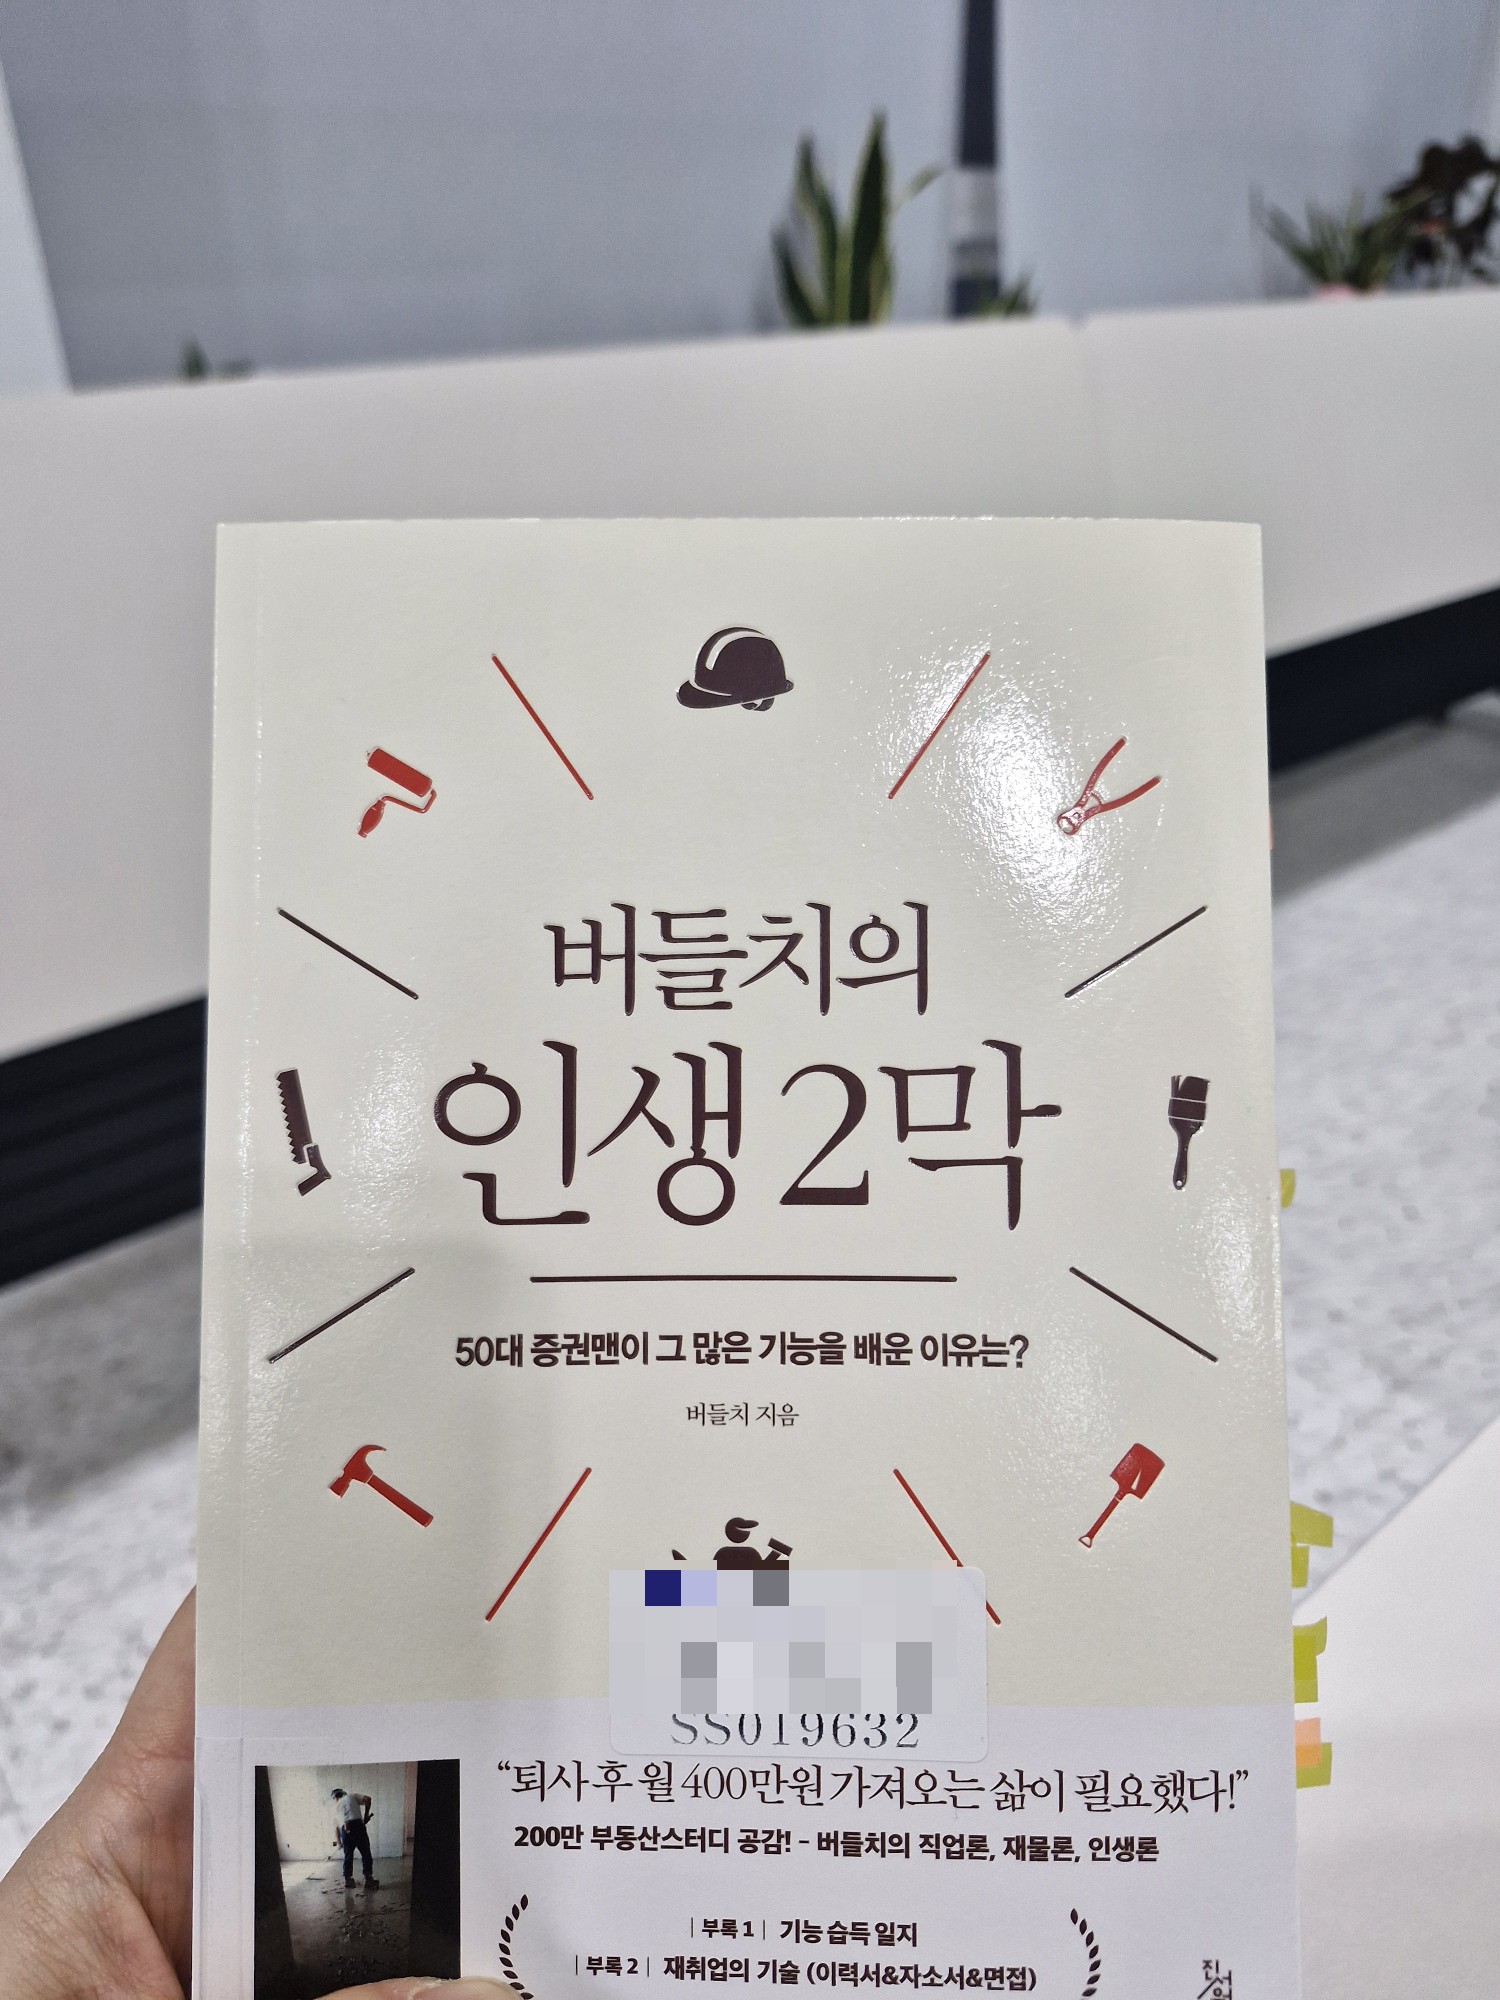 버들치의
인생 2막
50대 증권맨이 그 많은 기능을 배운 이유는?
버들치 지음
SS019632
“퇴사 후 월 400만원 가져오는 삶이 필요했다!”
200만 부동산스터디 공감! - 버들치의 직업론, 재물론, 인생론
| 부록 1 | 기능 습득 일지
| 부록 2 | 재취업의 기술 (이력서&자소서&면접)